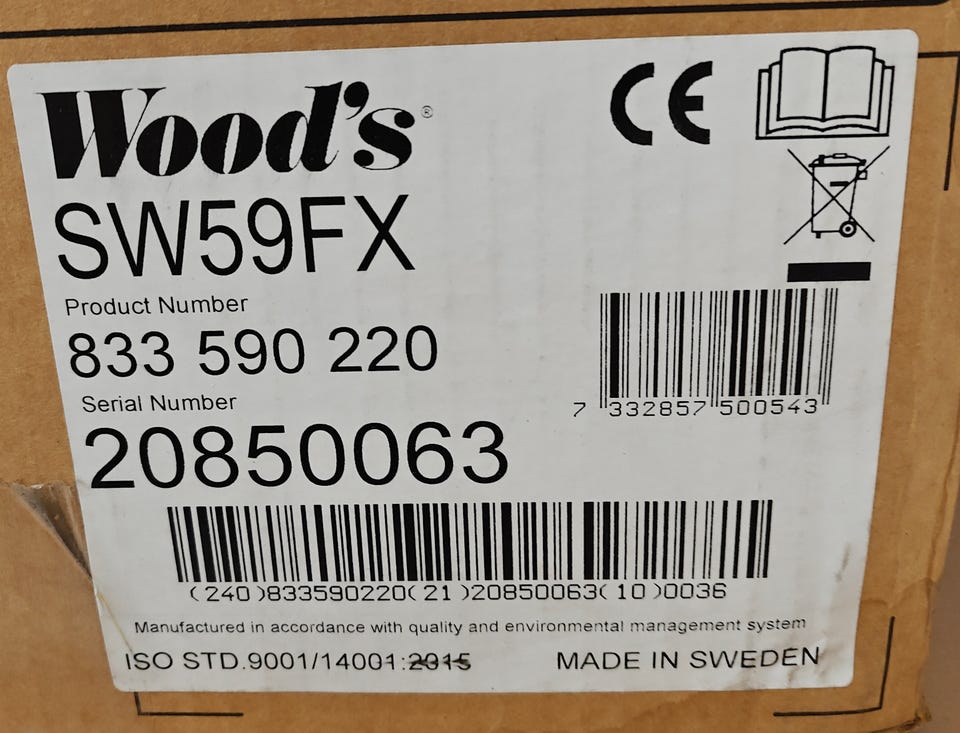 Wood's®
CE
SW59FX
Product Number
833 590 220
7 332857 500543
Serial Number
20850063
(240)833590220(21)20850063(10)0036
Manufactured in accordance with quality and environmental management system
ISO STD.9001/14001:2015 MADE IN SWEDEN